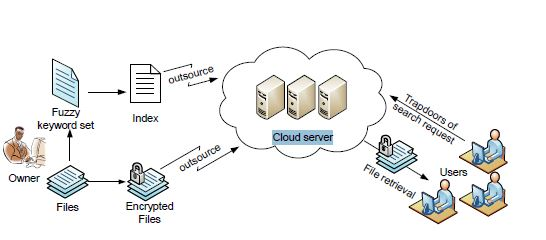 outsource
Fuzzy
keyword set
Index
Cloud server
Trapdoors of
search request
Owner
outsource
File retrieval
Users
Files
Encrypted
Files